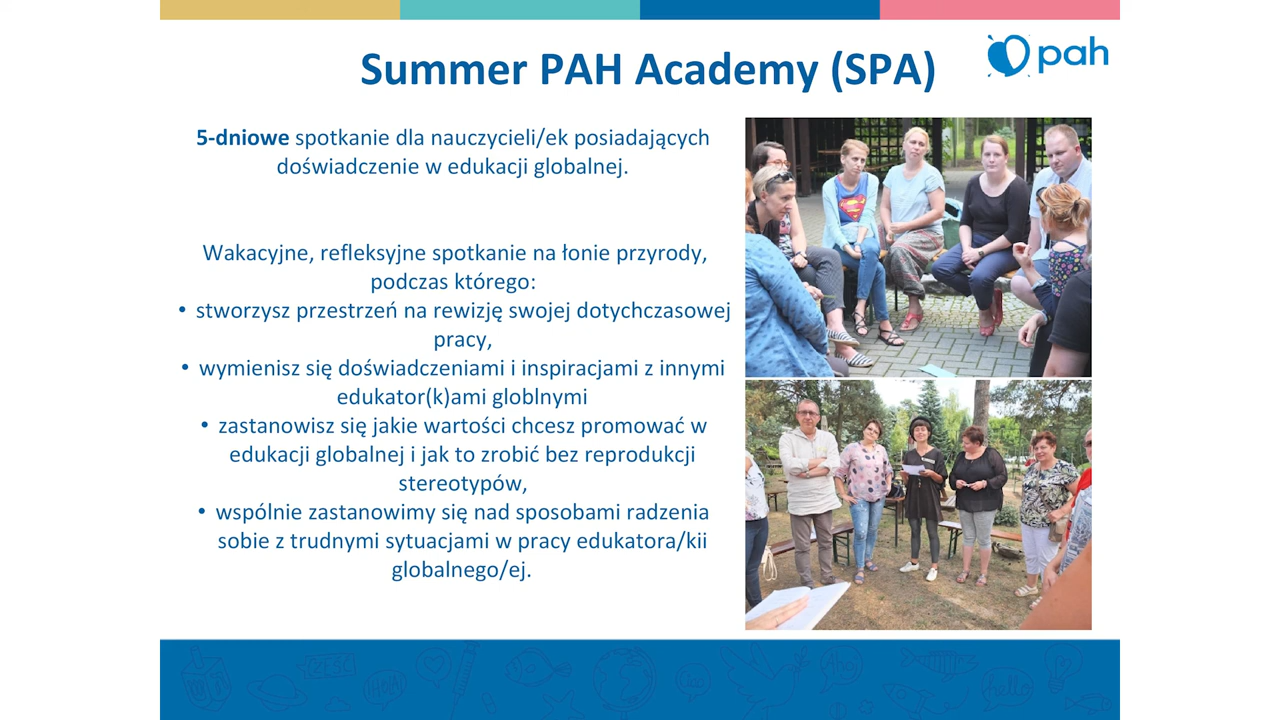 Summer PAH Academy (SPA)
pah
5-dniowe spotkanie dla nauczycieli/ek posiadających
doświadczenie w edukacji globalnej.
Wakacyjne, refleksyjne spotkanie na łonie przyrody,
podczas którego:
• stworzysz przestrzeń na rewizję swojej dotychczasowej
pracy,
• wymienisz się doświadczeniami i inspiracjami z innymi
edukator(k)ami globlnymi
• zastanowisz się jakie wartości chcesz promować w
edukacji globalnej i jak to zrobić bez reprodukcji
stereotypów,
• wspólnie zastanowimy się nad sposobami radzenia
sobie z trudnymi sytuacjami w pracy edukatora/kii
globalnego/ej.
hello